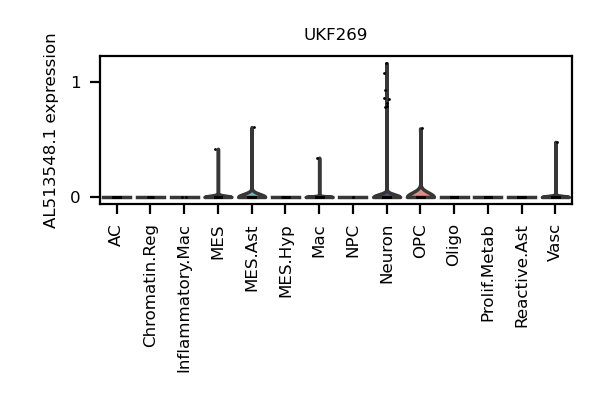 UKF269
AL513548.1 expression
1
0
AC
Chromatin.Reg
Inflammatory.Mac
MES
MES.Ast
MES.Hyp
Mac
NPC
Neuron
OPC
Oligo
Prolif.Metab
Reactive.Ast
Vasc